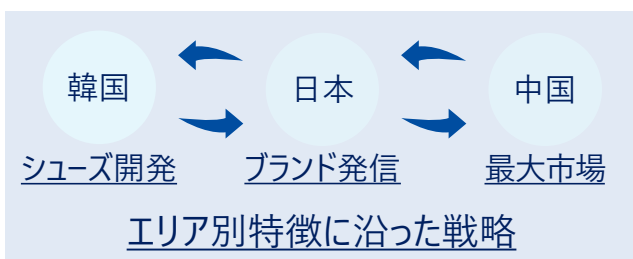 韓国 日本 中国
シューズ開発 ブランド発信 最大市場
エリア別特徴に沿った戦略